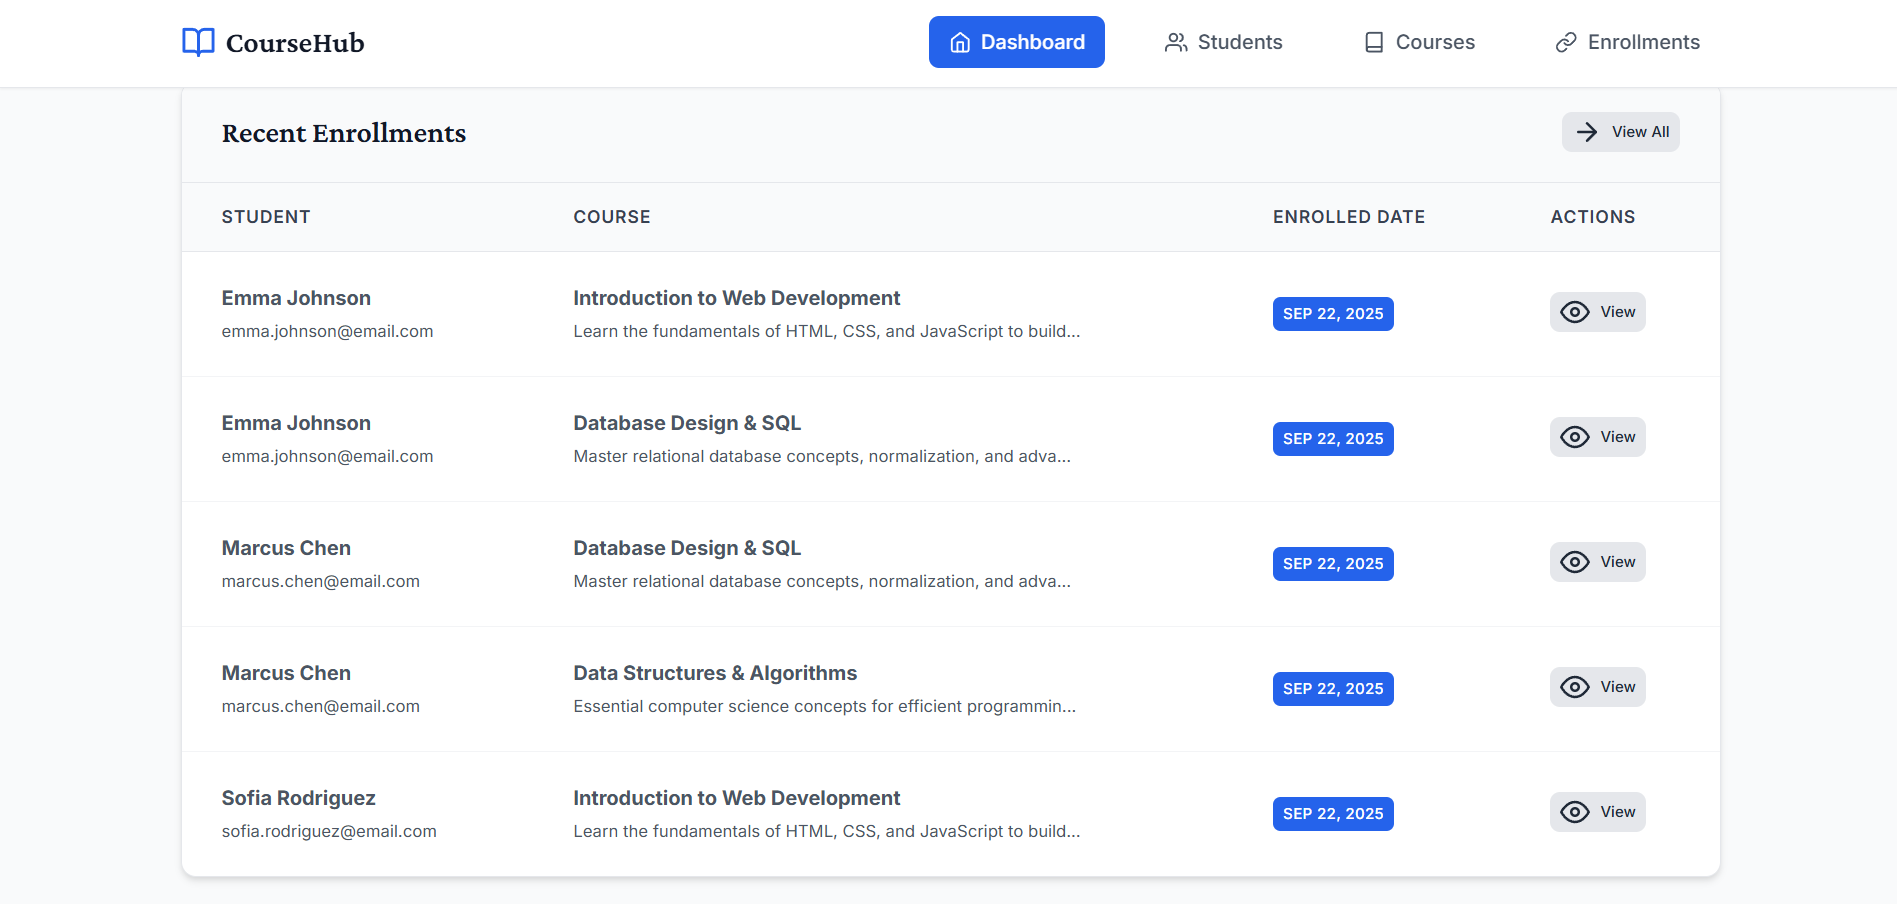 CourseHub
Dashboard
Students
Courses
Enrollments
Recent Enrollments
View All
STUDENT COURSE ENROLLED DATE ACTIONS
Emma Johnson
emma.johnson@email.com
Introduction to Web Development
Learn the fundamentals of HTML, CSS, and JavaScript to build...
SEP 22, 2025
View
Emma Johnson
emma.johnson@email.com
Database Design & SQL
Master relational database concepts, normalization, and adva...
SEP 22, 2025
View
Marcus Chen
marcus.chen@email.com
Database Design & SQL
Master relational database concepts, normalization, and adva...
SEP 22, 2025
View
Marcus Chen
marcus.chen@email.com
Data Structures & Algorithms
Essential computer science concepts for efficient programmin...
SEP 22, 2025
View
Sofia Rodriguez
sofia.rodriguez@email.com
Introduction to Web Development
Learn the fundamentals of HTML, CSS, and JavaScript to build...
SEP 22, 2025
View